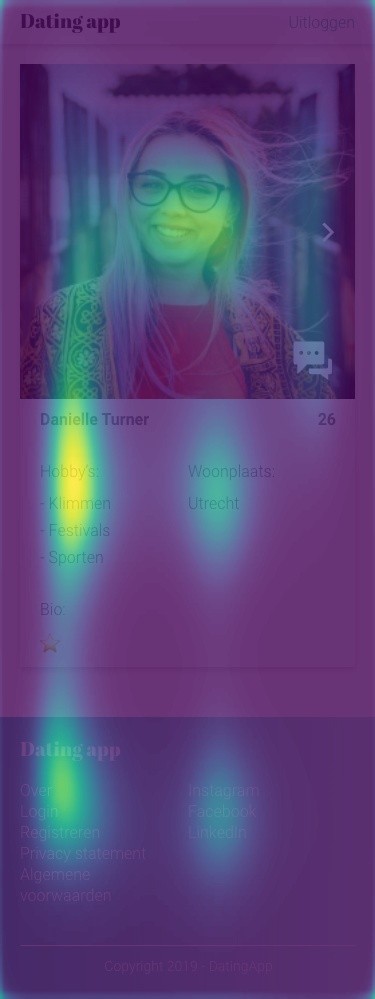 Dating app
Uitloggen
Danielle Turner
26
Hobby's:
Woonplaats:
- Klimmen
Utrecht
- Festivals
- Sporten
Bio:
Dating app
Over
Instagram
Login
Facebook
Registreren
LinkedIn
Privacy statement
Algemene
voorwaarden
Copyright 2019 - DatingApp